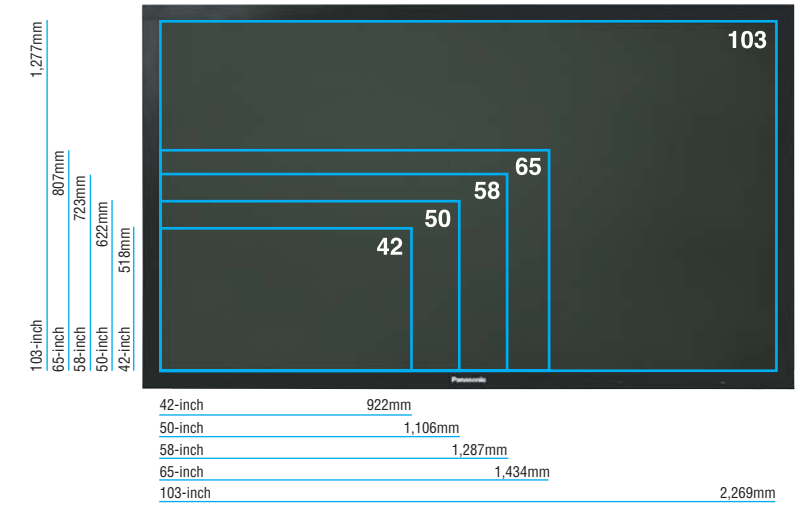 103
65
58
50
42
1,277mm
807mm
723mm
622mm
518mm
103-inch
65-inch
58-inch
50-inch
42-inch
Panasonic
42-inch 922mm
50-inch 1,106mm
58-inch 1,287mm
65-inch 1,434mm
103-inch 2,269mm